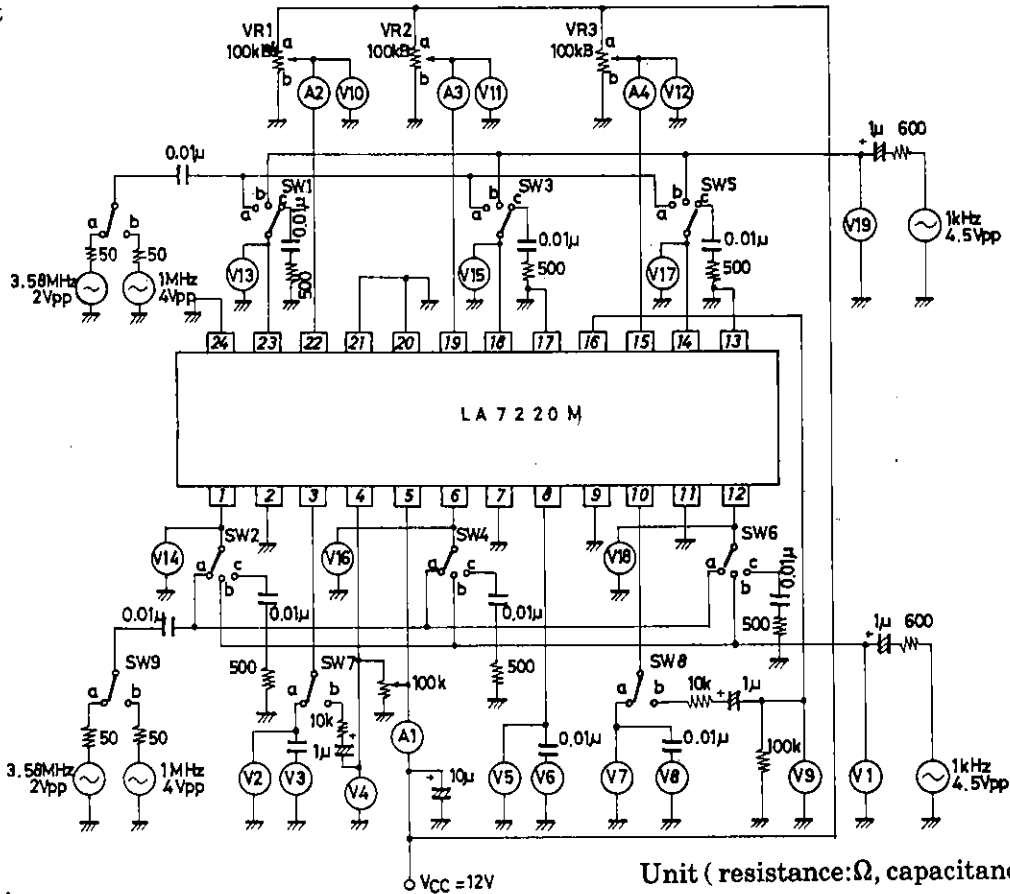 VR1 VR2 VR3
100kB 100kB 100kB
a a a
b b b
A2 V10 A3 V11 A4 V12
0.01μ
1μ 600
a b
50 50
3.58MHz 2Vpp
1MHz 4Vpp
a b c SW1
0.01μ
500
V13
a b c SW3
0.01μ
500
V15
a b c SW5
0.01μ
500
V17
V19
1kHz 4.5Vpp
24 23 22 21 20 19 18 17 16 15 14 13
LA7220M
1 2 3 4 5 6 7 8 9 10 11 12
V14 SW2 V16 SW4 V18 SW6
a b c
a b c
a b c
0.01μ 0.01μ 0.01μ 0.01μ
500 500 500
1μ 600
SW9 SW7 SW8
a b
a b
a b
50 50
10k
1μ
100k
A1
10μ
0.01μ
10k 1μ
0.01μ
100k
3.58MHz 2Vpp
1MHz 4Vpp
V2 V3 V4 V5 V6 V7 V8 V9 V1
1kHz 4.5Vpp
VCC=12V
Unit (resistance:Ω, capacitan